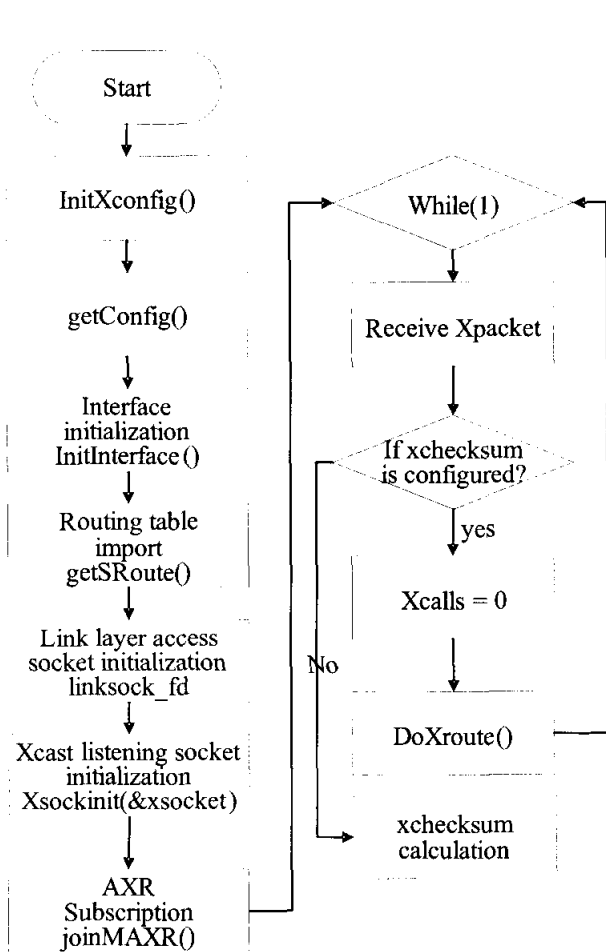 Start
InitXconfig()
getConfig()
Interface
initialization
InitInterface()
Routing table
import
getSRoute()
Link layer access
socket initialization
linksock_fd
Xcast listening socket
initialization
Xsockinit(&xsocket)
AXR
Subscription
joinMAXR()
While(1)
Receive Xpacket
If xchecksum
is configured?
yes
No
Xcalls = 0
DoXroute()
xchecksum
calculation